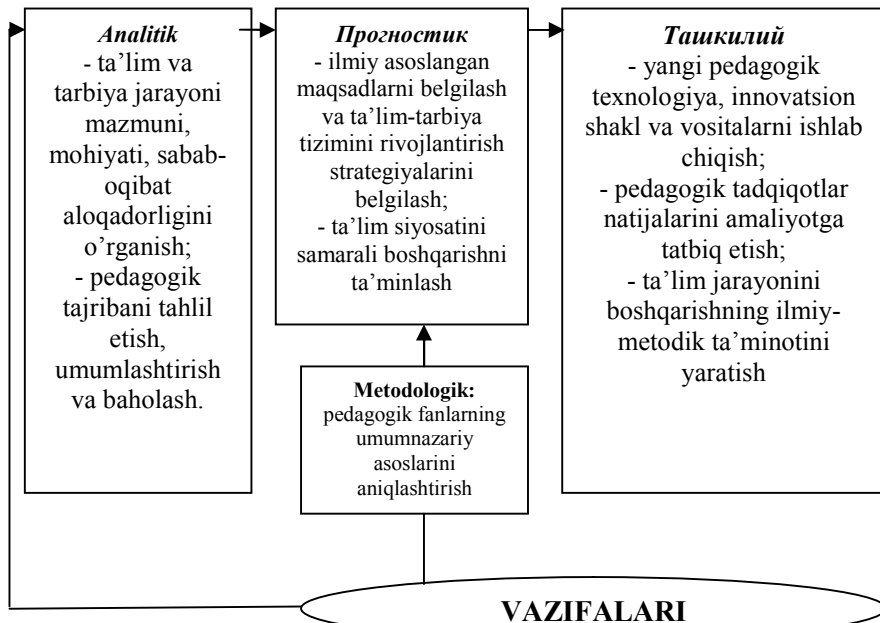 Analitik
- ta’lim va
tarbiya jarayoni
mazmuni,
mohiyati, sabab-
oqibat
aloqadorligini
o’rganish;
- pedagogik
tajribani tahlil
etish,
umumlashtirish
va baholash.
Прогностик
- ilmiy asoslangan
maqsadlarni belgilash
va ta’lim-tarbiya
tizimini rivojlantirish
strategiyalarini
belgilash;
- ta’lim siyosatini
samarali boshqarishni
ta’minlash
Ташкилий
- yangi pedagogik
texnologiya, innovatsion
shakl va vositalarni ishlab
chiqish;
- pedagogik tadqiqotlar
natijalarini amaliyotga
tatbiq etish;
- ta’lim jarayonini
boshqarishning ilmiy-
metodik ta’minotini
yaratish
Metodologik:
pedagogik fanlarning
umumnazariy
asoslarini
aniqlashtirish
VAZIFALARI